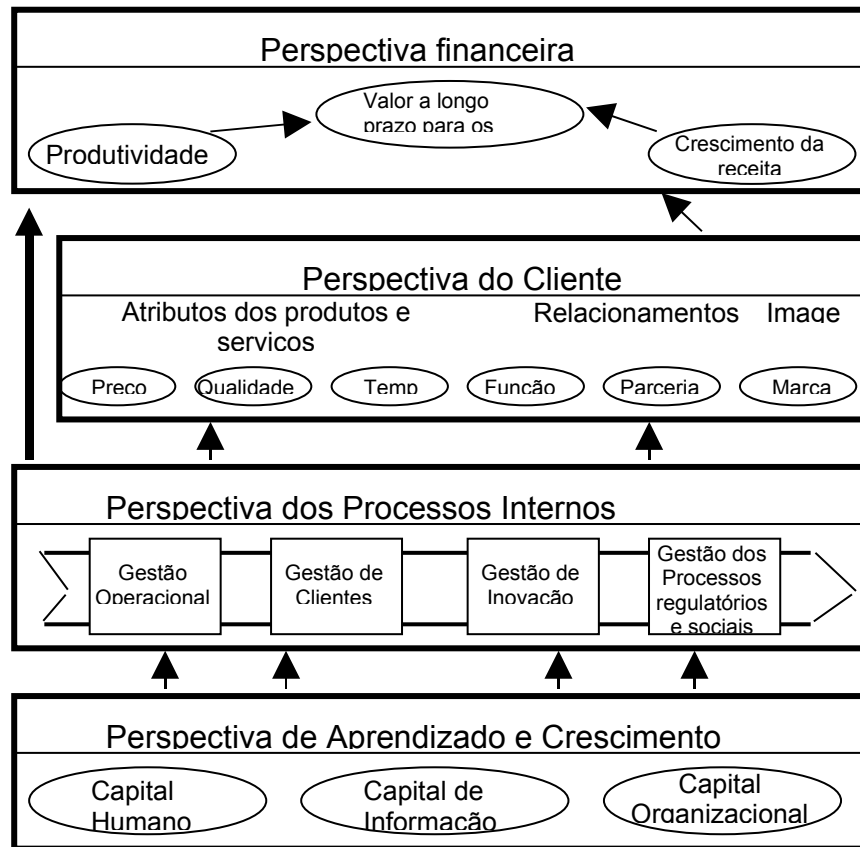 Perspectiva financeira
Valor a longo
prazo para os
Produtividade
Crescimento da
receita
Perspectiva do Cliente
Atributos dos produtos e
servicos
Relacionamentos
Image
Preco
Qualidade
Temp
Funcão
Parceria
Marca
Perspectiva dos Processos Internos
Gestão
Operacional
Gestão de
Clientes
Gestão de
Inovacão
Gestão dos
Processos
regulatórios
e sociais
Perspectiva de Aprendizado e Crescimento
Capital
Humano
Capital de
Informacão
Capital
Organizacional